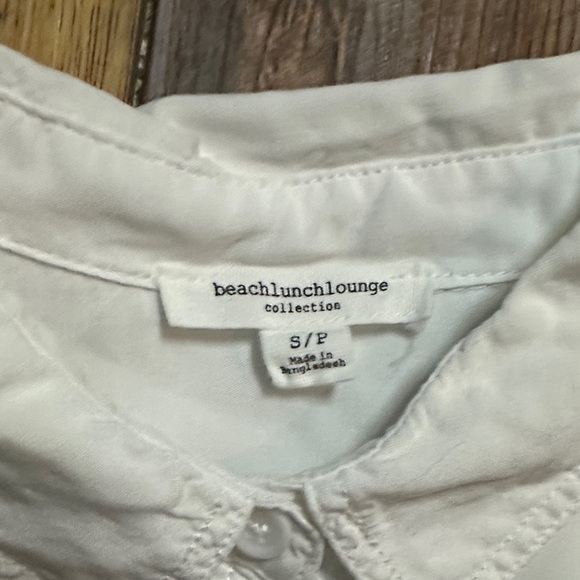 beachlunchlounge
collection
S/P
Made in
Bangladesh